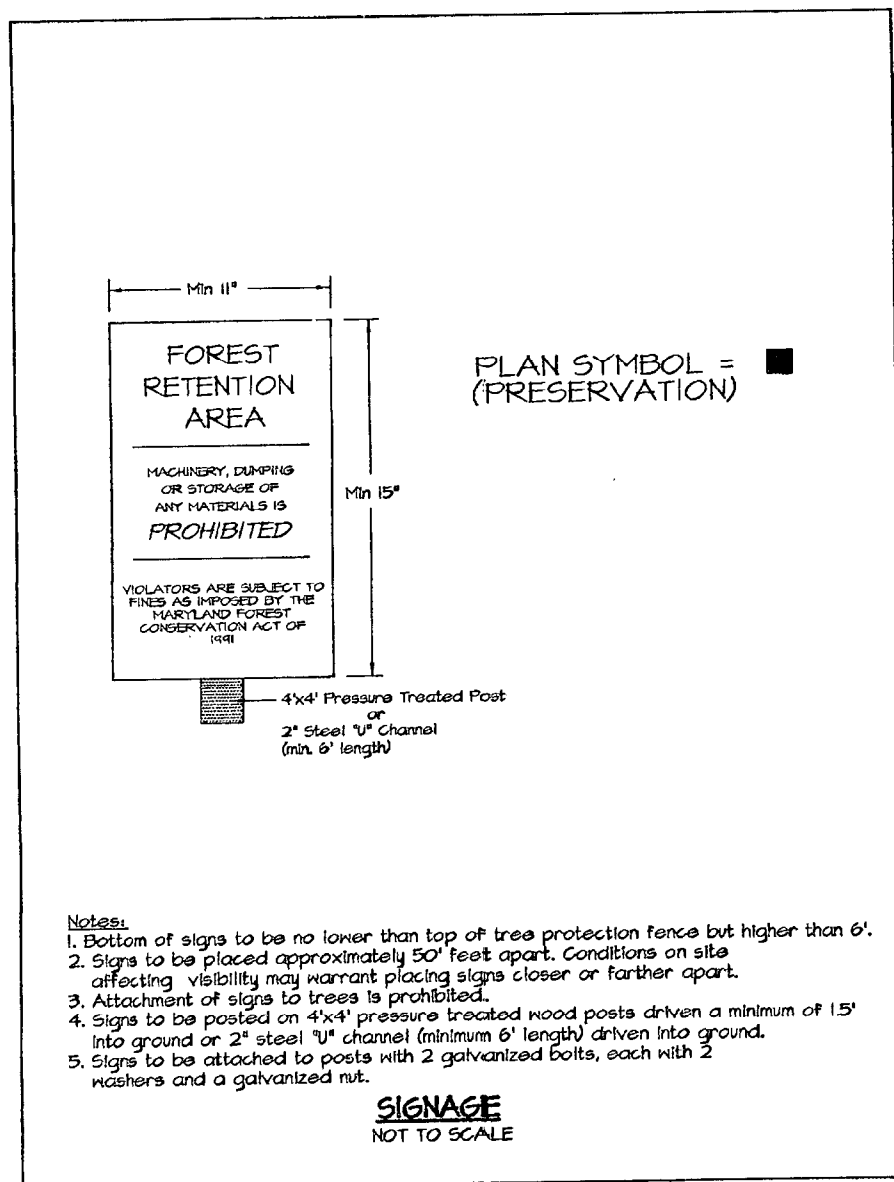 Min 11"
FOREST
RETENTION
AREA
MACHINERY, DUMPING
OR STORAGE OF
ANY MATERIALS IS
PROHIBITED
VIOLATORS ARE SUBJECT TO
FINES AS IMPOSED BY THE
MARYLAND FOREST
CONSERVATION ACT OF
1991
Min 15"
PLAN SYMBOL = ■
(PRESERVATION)
4'x4' Pressure Treated Post
or
2" Steel "U" Channel
(min. 6' length)
Notes:
1. Bottom of signs to be no lower than top of tree protection fence but higher than 6'.
2. Signs to be placed approximately 50' feet apart. Conditions on site
affecting visibility may warrant placing signs closer or farther apart.
3. Attachment of signs to trees is prohibited.
4. Signs to be posted on 4'x4' pressure treated wood posts driven a minimum of 1.5'
into ground or 2" steel "U" channel (minimum 6' length) driven into ground.
5. Signs to be attached to posts with 2 galvanized bolts, each with 2
washers and a galvanized nut.
SIGNAGE
NOT TO SCALE